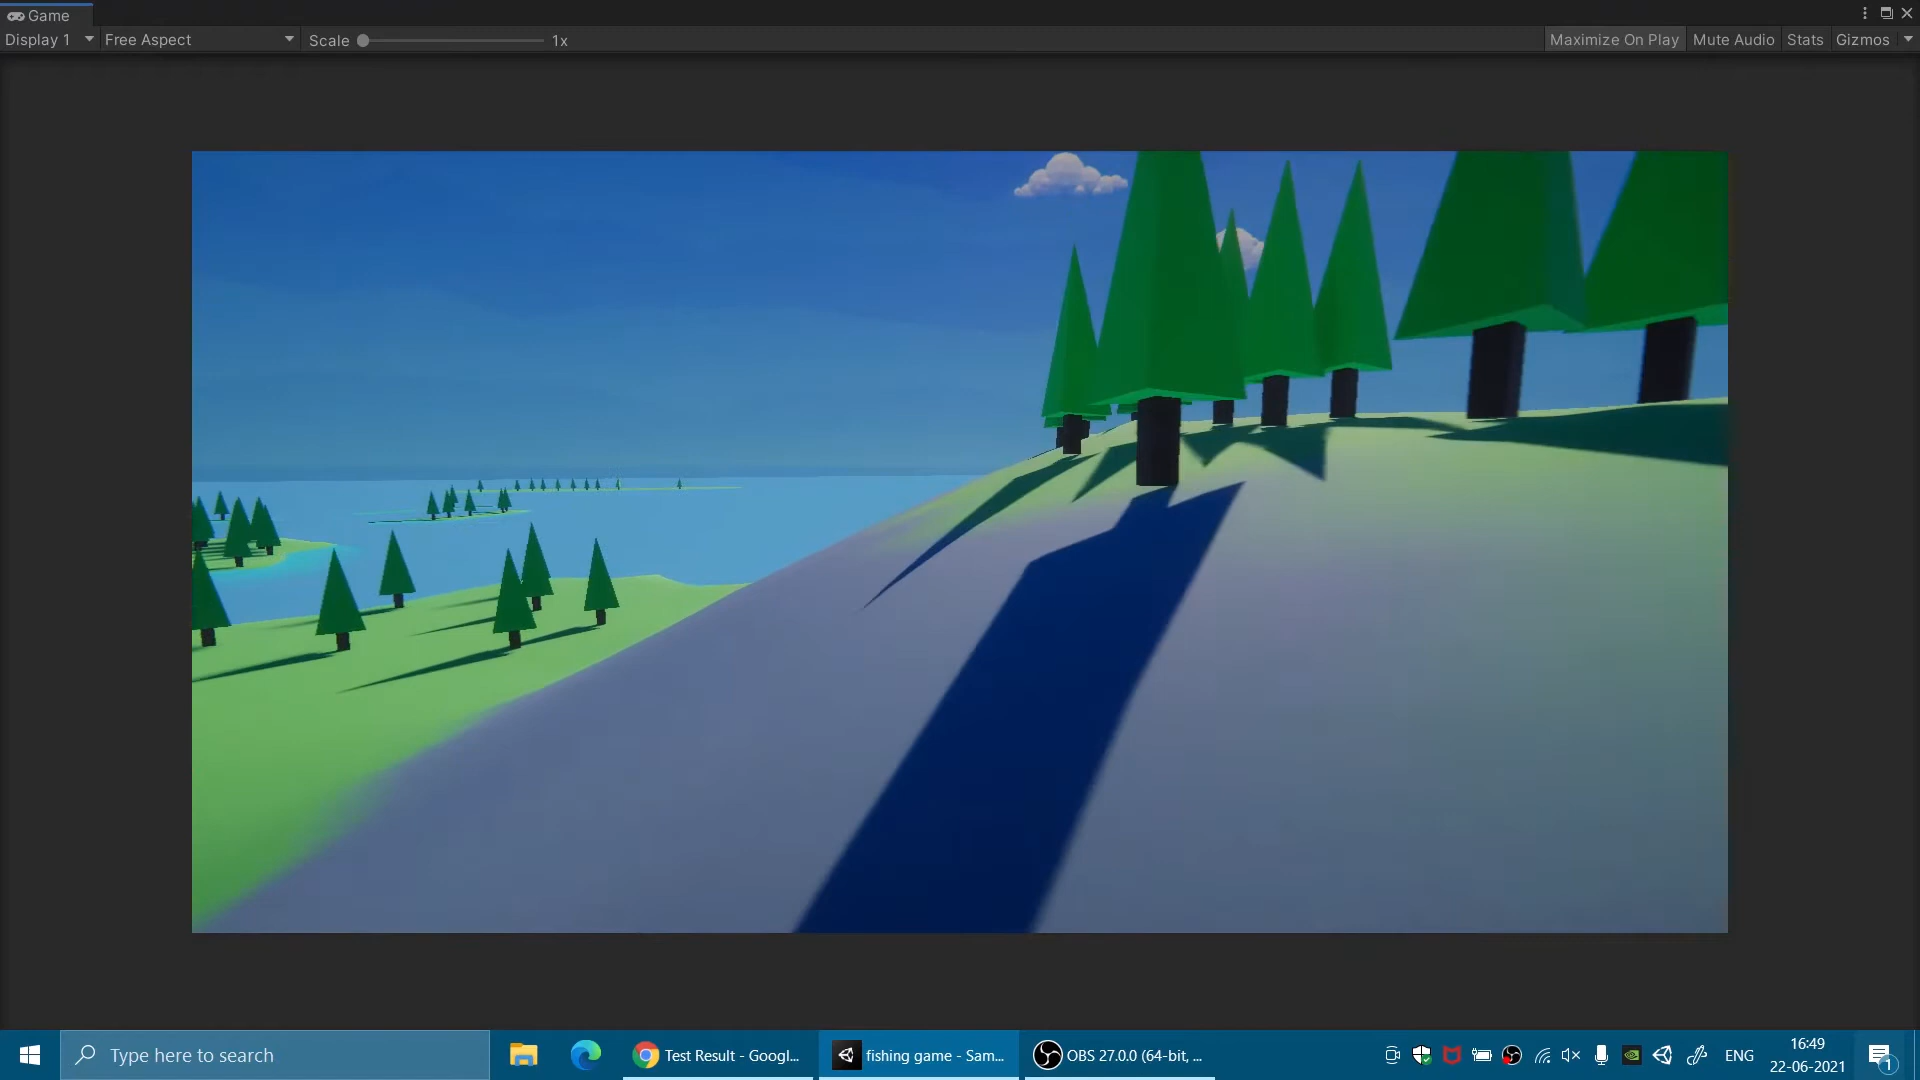 Game
Display 1 Free Aspect Scale 1x Maximize On Play Mute Audio Stats Gizmos
Type here to search Test Result - Googl... fishing game - Sam... OBS 27.0.0 (64-bit, ... ENG 16:49
22-06-2021 1